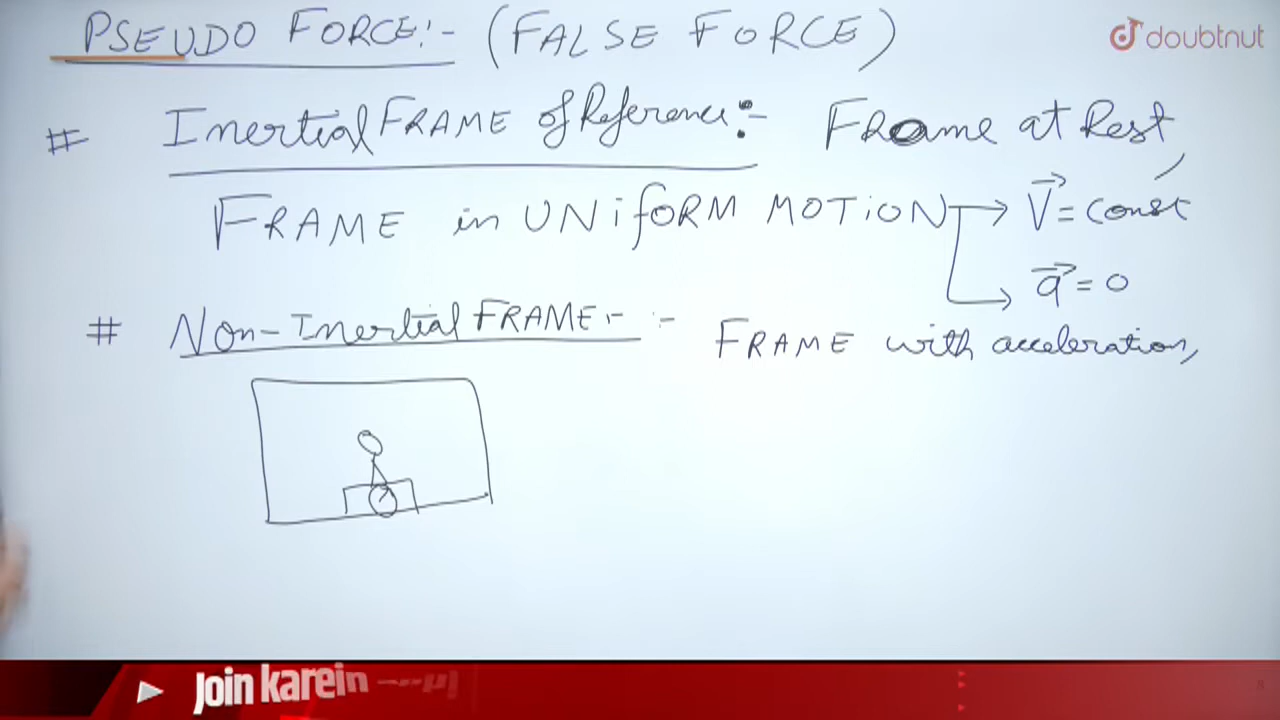 PSEUDO FORCE:- (FALSE FORCE)
doubtnut
# Inertial FRAME of Reference:- FRame at Rest,
FRAME in UNifoRM MOTiON → V⃗ = const
→ a⃗ = 0
# Non-Inertial FRAME:- :- FRAME with acceleration,
Join karein